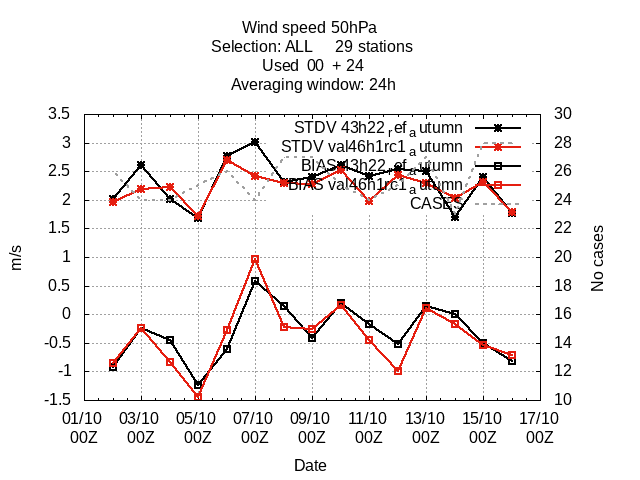 Wind speed 50hPa
Selection: ALL 29 stations
Used 00 + 24
Averaging window: 24h
STDV 43h22_ref_autumn
STDV val46h1rc1_autumn
BIAS 43h22_ref_autumn
BIAS val46h1rc1_autumn
CASES
3.5
3
2.5
2
1.5
1
0.5
0
-0.5
-1
-1.5
m/s
30
28
26
24
22
20
18
16
14
12
10
No cases
01/10 03/10 05/10 07/10 09/10 11/10 13/10 15/10 17/10
00Z 00Z 00Z 00Z 00Z 00Z 00Z 00Z 00Z
Date